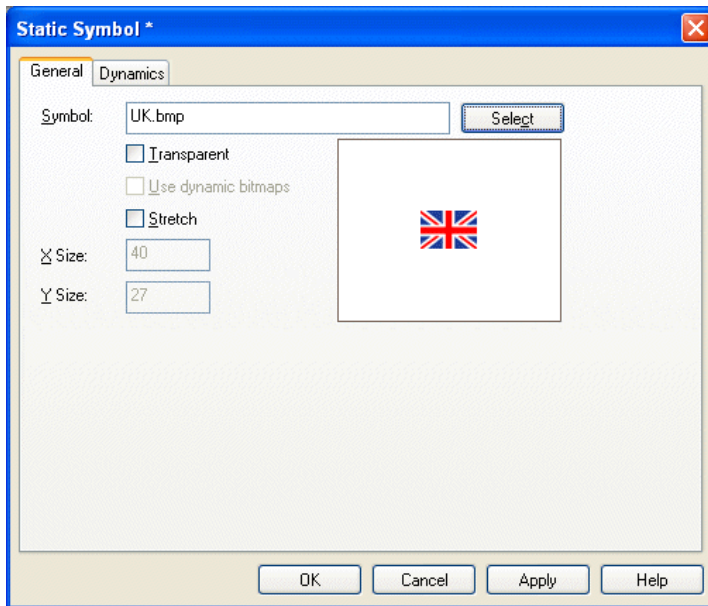 Static Symbol *
General Dynamics
Symbol: UK.bmp Select
Transparent
Use dynamic bitmaps
Stretch
X Size: 40
Y Size: 27
OK Cancel Apply Help